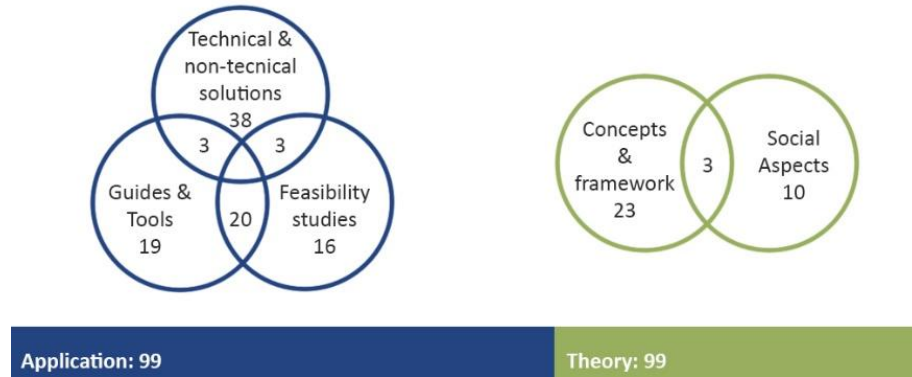 Technical &
non-tecnical
solutions
38
3
3
Guides &
Tools
19
20
Feasibility
studies
16
Concepts
&
framework
23
3
Social
Aspects
10
Application: 99
Theory: 99